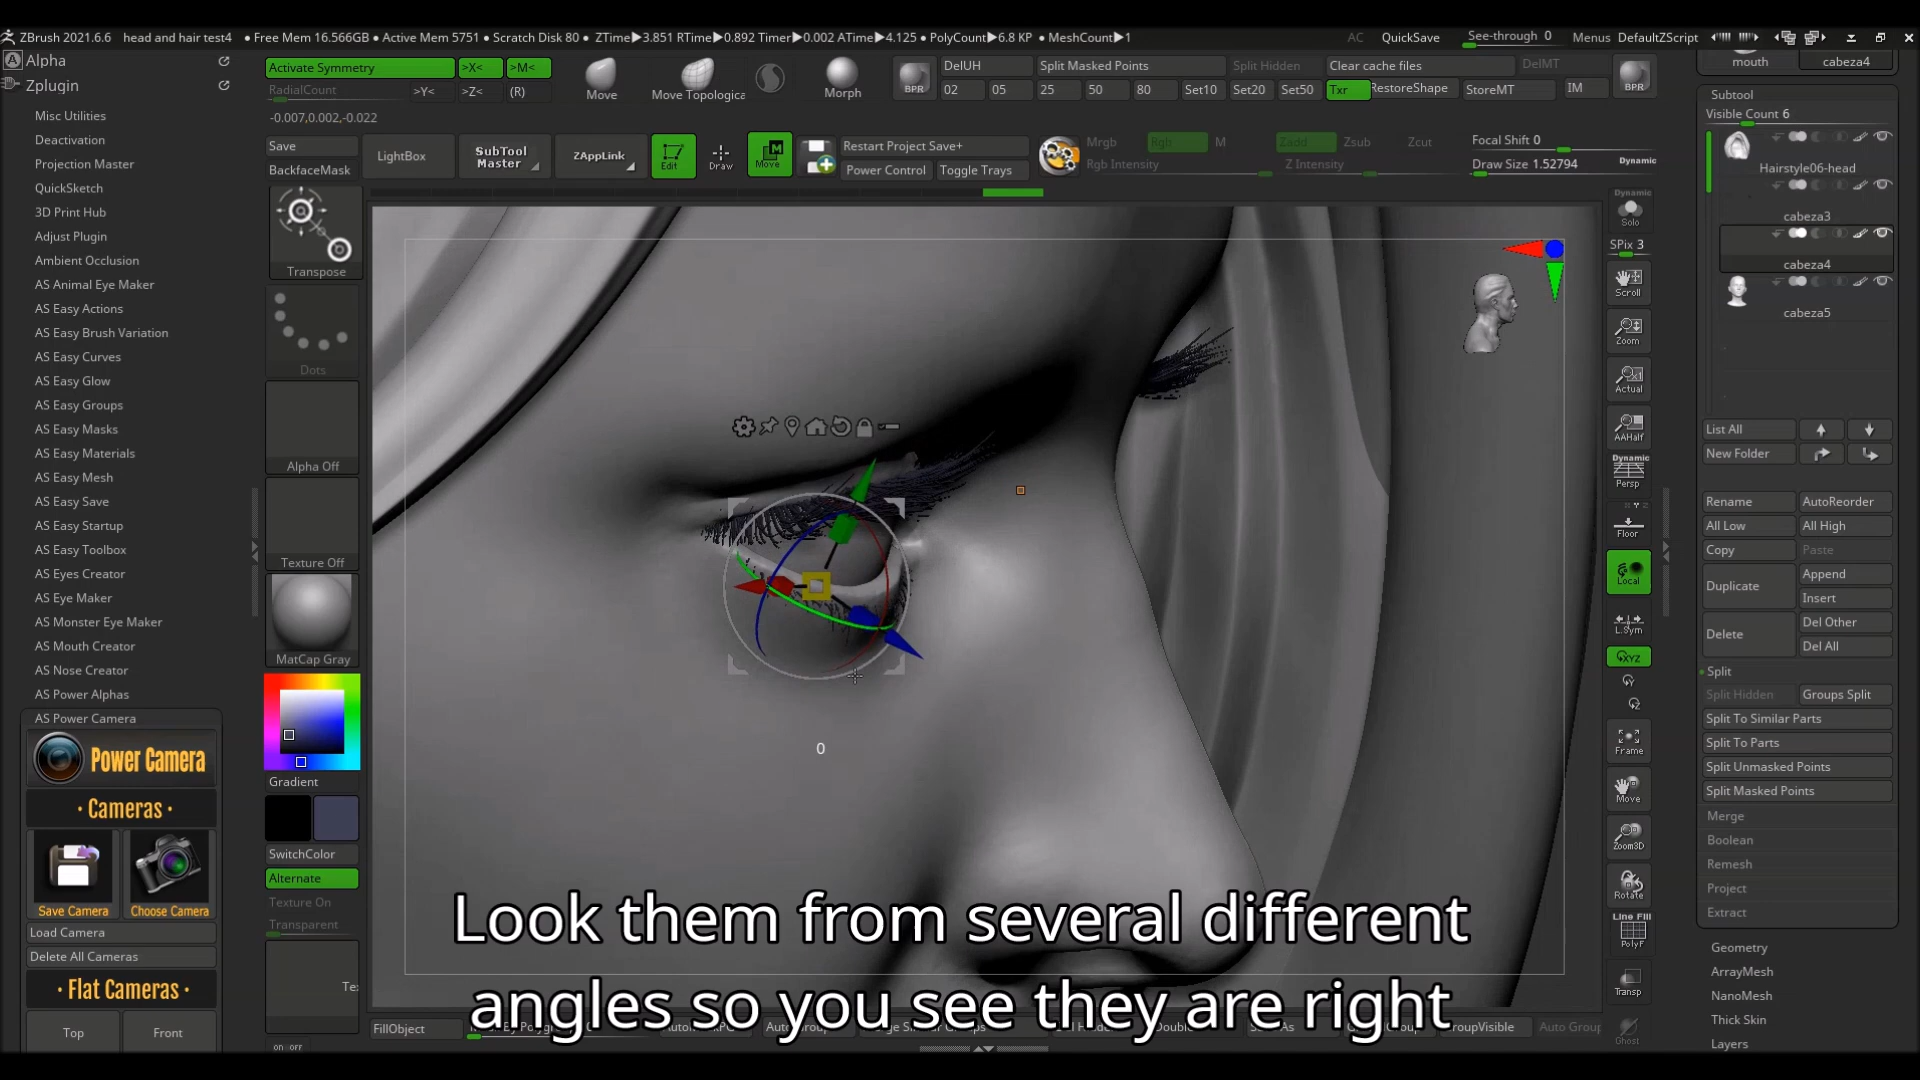 ZBrush 2021.6.6 head and hair test4 • Free Mem 16.566GB • Active Mem 5751 • Scratch Disk 80 • ZTime▶3.851 RTime▶0.892 Timer▶0.002 ATime▶4.125 • PolyCount▶6.8 KP • MeshCount▶1 AC QuickSave See-through 0 Menus DefaultZScript
Alpha
Zplugin
Misc Utilities
Deactivation
Projection Master
QuickSketch
3D Print Hub
Adjust Plugin
Ambient Occlusion
AS Animal Eye Maker
AS Easy Actions
AS Easy Brush Variation
AS Easy Curves
AS Easy Glow
AS Easy Groups
AS Easy Masks
AS Easy Materials
AS Easy Mesh
AS Easy Save
AS Easy Startup
AS Easy Toolbox
AS Eyes Creator
AS Eye Maker
AS Monster Eye Maker
AS Mouth Creator
AS Nose Creator
AS Power Alphas
AS Power Camera
Power Camera
· Cameras ·
Save Camera Choose Camera
Load Camera
Delete All Cameras
· Flat Cameras ·
Top Front
Activate Symmetry >X< >M<
RadialCount >Y< >Z< (R)
-0.007,0.002,-0.022
Move Move Topologica Morph BPR
DelUH Split Masked Points Split Hidden Clear cache files DelMT
02 05 25 50 80 Set10 Set20 Set50 Txr RestoreShape StoreMT IM BPR
Save
BackfaceMask
LightBox SubTool Master ZAppLink Edit Draw Move
Restart Project Save+
Power Control Toggle Trays
Mrgb Rgb M Zadd Zsub Zcut
Rgb Intensity Z Intensity
Focal Shift 0
Draw Size 1.52794 Dynamic
Transpose
Dots
Alpha Off
Texture Off
MatCap Gray
Gradient
SwitchColor
Alternate
Texture On
Transparent
Te
on off
0
Look them from several different
angles so you see they are right
FillObject
GroupVisible Auto Group
Dynamic
Solo
SPix 3
Scroll
Zoom
Actual
AAHalf
Dynamic
Persp
Floor
Local
L.Sym
XYZ
Frame
Move
Zoom3D
Rotate
Line Fill
PolyF
Transp
Ghost
mouth cabeza4
Subtool
Visible Count 6
Hairstyle06-head
cabeza3
cabeza4
cabeza5
List All
New Folder
Rename AutoReorder
All Low All High
Copy Paste
Duplicate Append
Insert
Delete Del Other
Del All
Split
Split Hidden Groups Split
Split To Similar Parts
Split To Parts
Split Unmasked Points
Split Masked Points
Merge
Boolean
Remesh
Project
Extract
Geometry
ArrayMesh
NanoMesh
Thick Skin
Layers